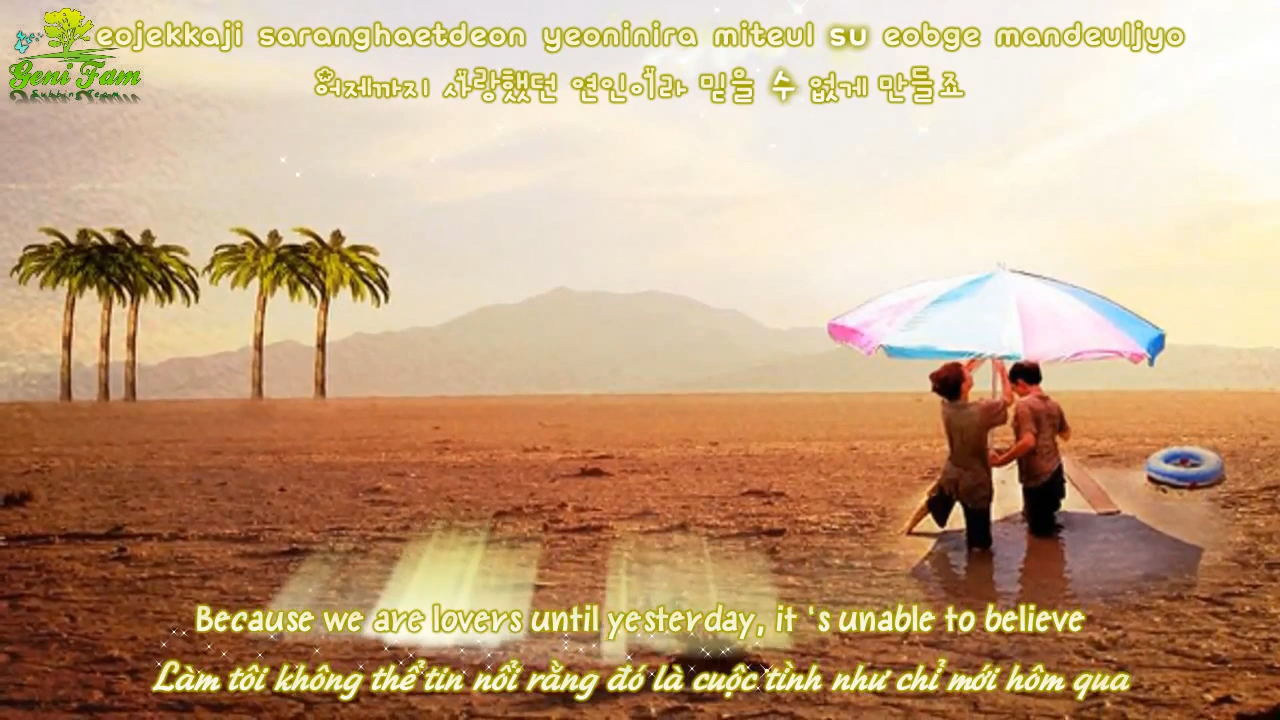 eojekkaji saranghaetdeon yeoninira miteul su eobge mandeuljyo
어제까지 사랑했던 연인이라 믿을 수 없게 만들죠
Geni Fam
Subbing Team
Because we are lovers until yesterday, it 's unable to believe
Làm tôi không thể tin nổi rằng đó là cuộc tình như chỉ mới hôm qua